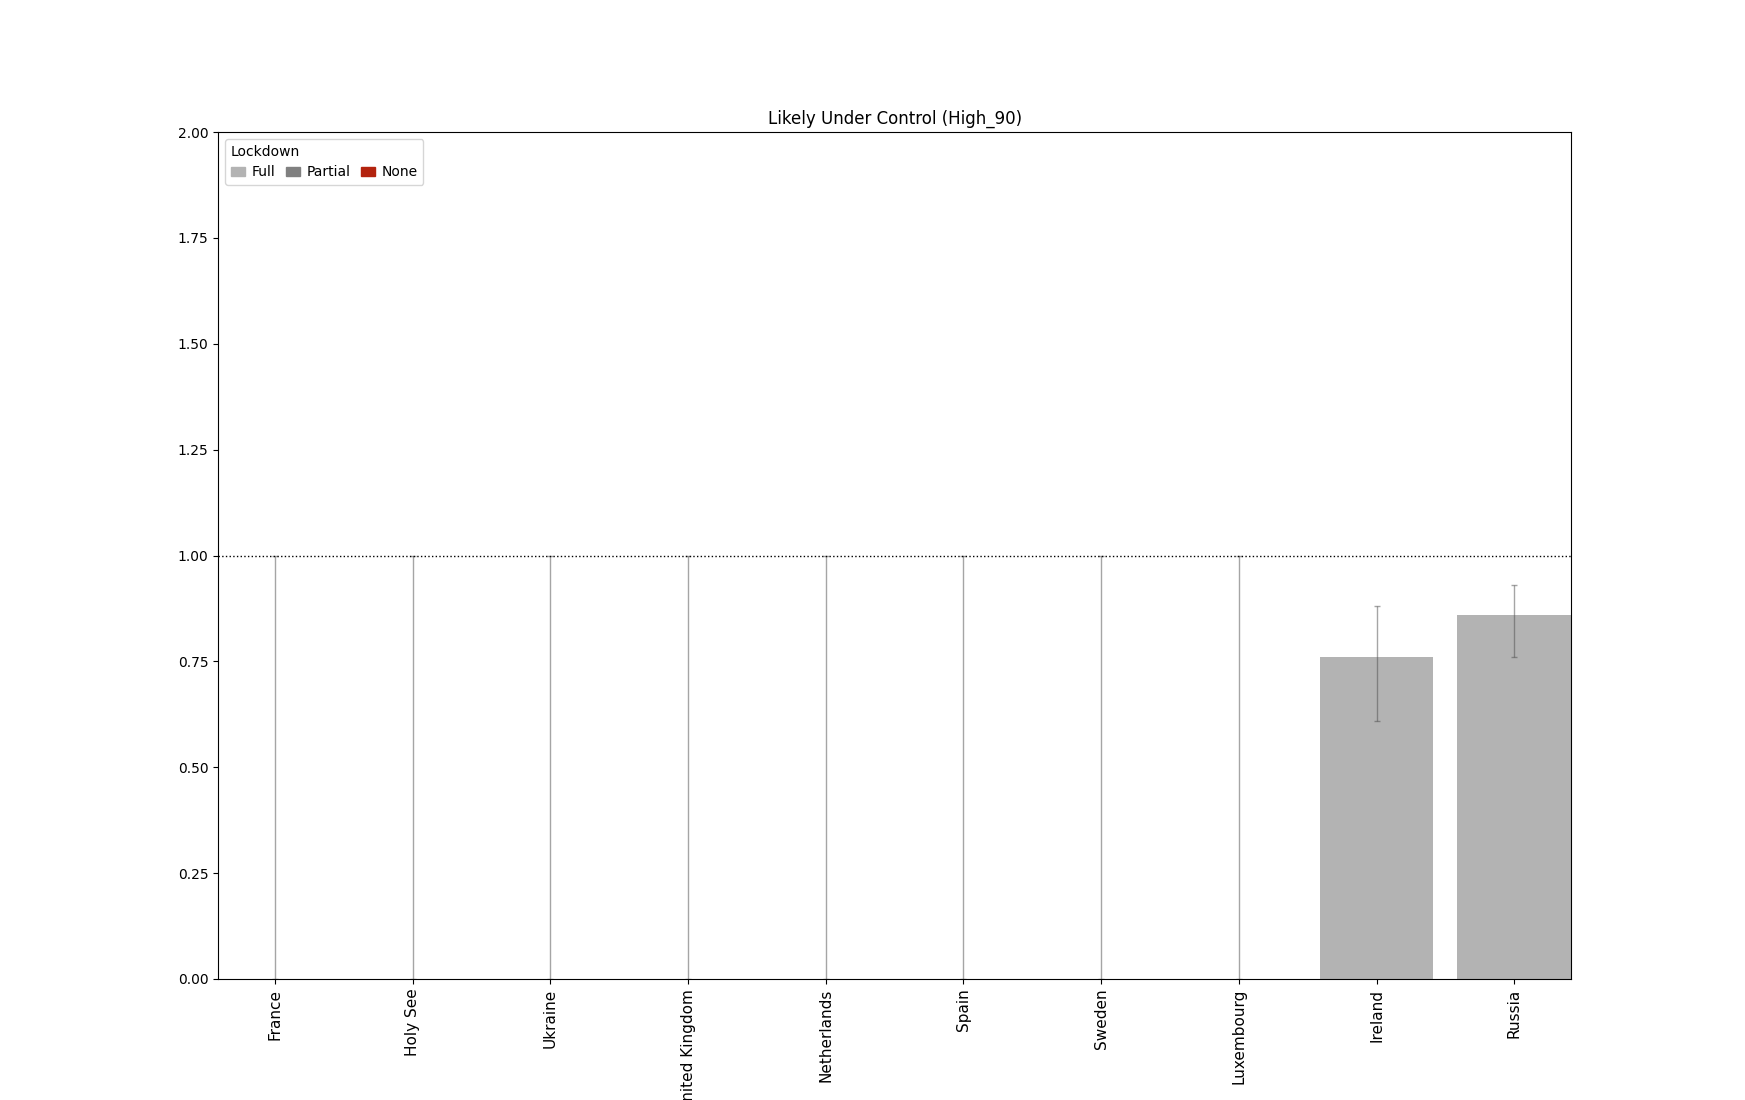 Likely Under Control (High_90)
Lockdown
Full Partial None
2.00
1.75
1.50
1.25
1.00
0.75
0.50
0.25
0.00
France
Holy See
Ukraine
nited Kingdom
Netherlands
Spain
Sweden
Luxembourg
Ireland
Russia